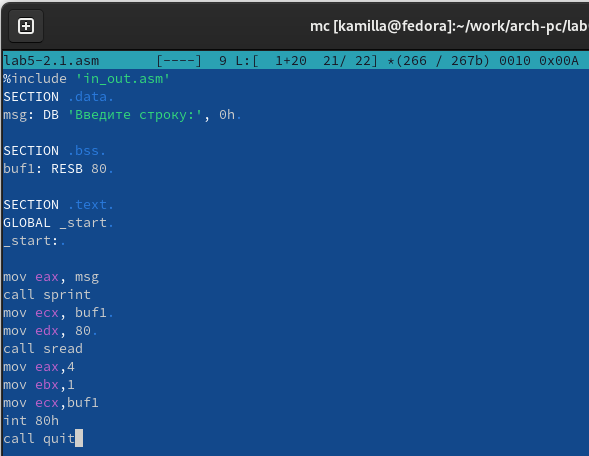 mc [kamilla@fedora]:~/work/arch-pc/lab
lab5-2.1.asm [----] 9 L:[ 1+20 21/ 22] *(266 / 267b) 0010 0x00A
%include 'in_out.asm'
SECTION .data.
msg: DB 'Введите строку:', 0h.
SECTION .bss.
buf1: RESB 80.
SECTION .text.
GLOBAL _start.
_start:.
mov eax, msg
call sprint
mov ecx, buf1.
mov edx, 80.
call sread
mov eax,4
mov ebx,1
mov ecx,buf1
int 80h
call quit